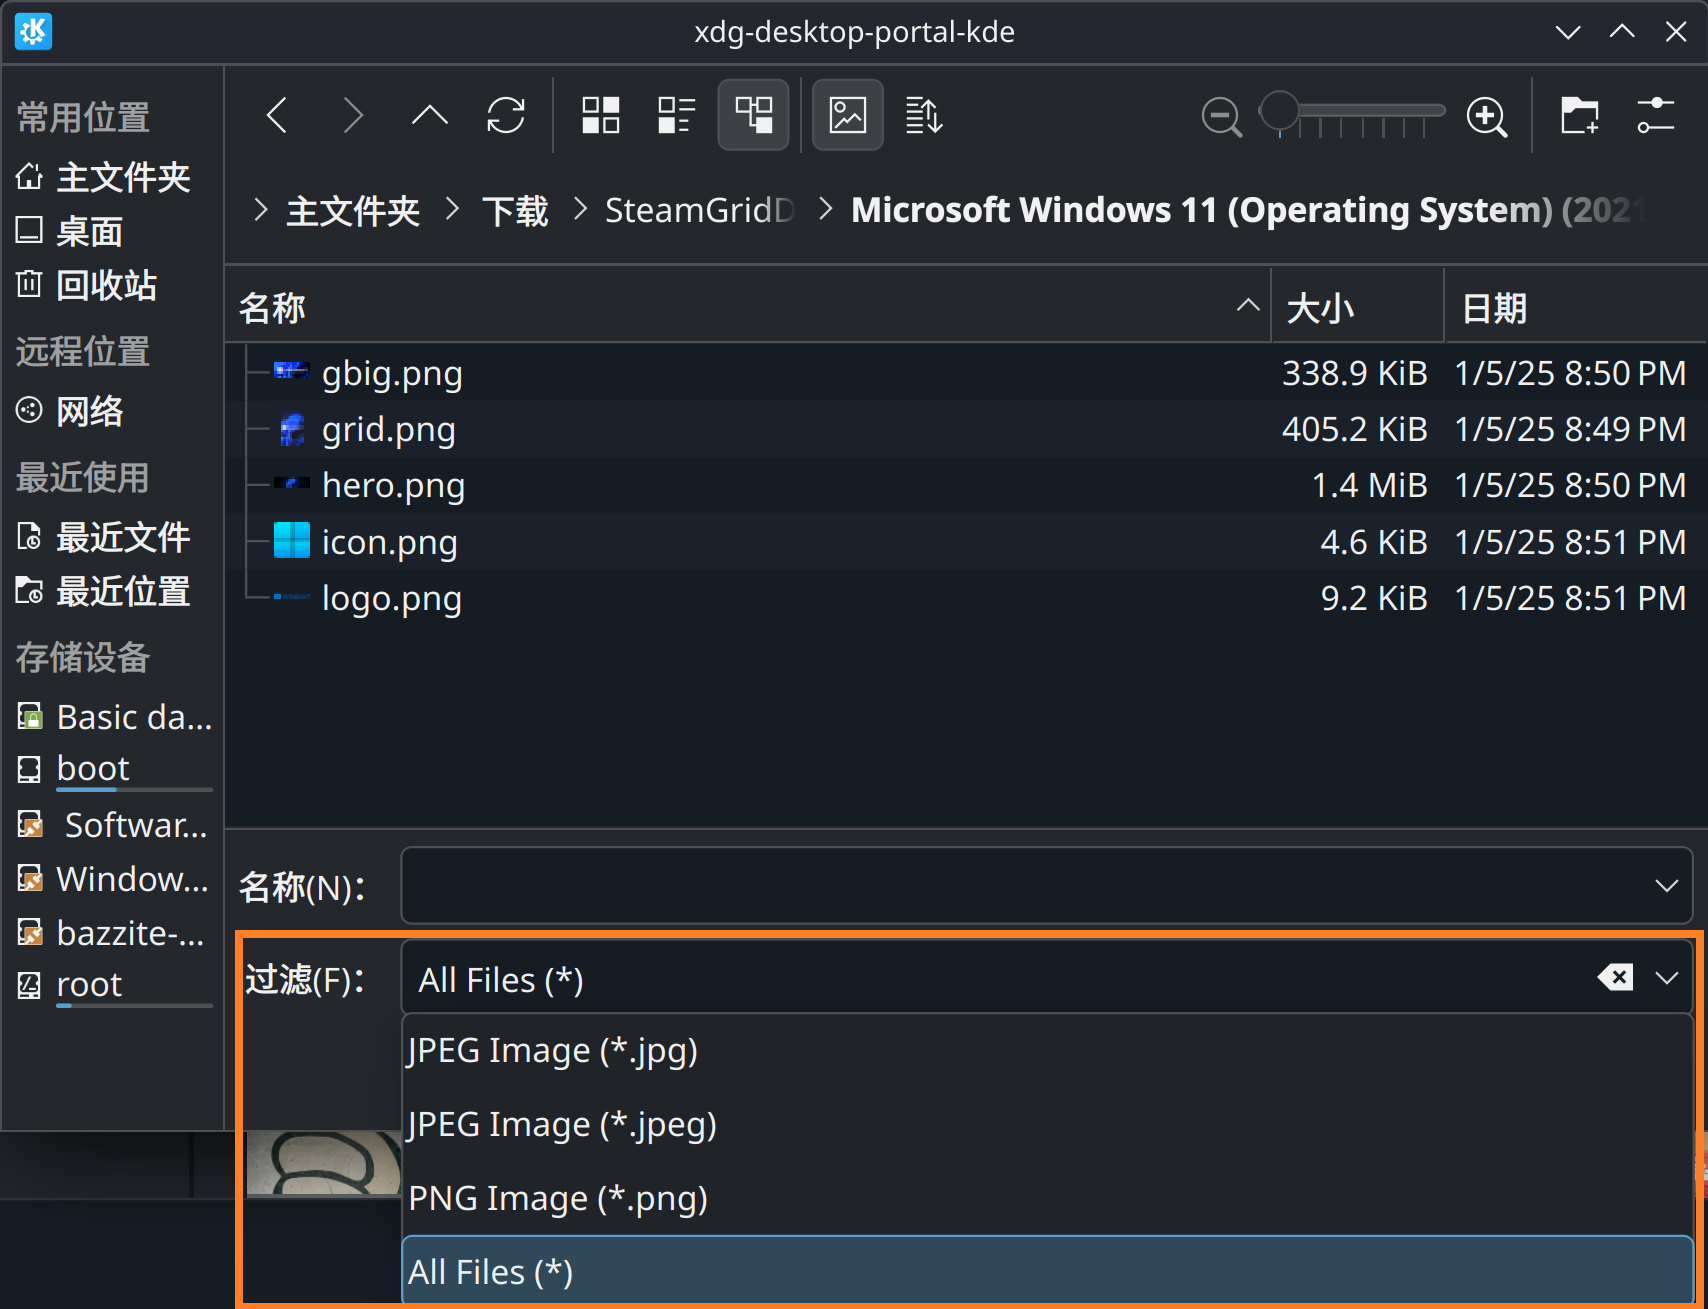 xdg-desktop-portal-kde
常用位置
主文件夹
桌面
回收站
远程位置
网络
最近使用
最近文件
最近位置
存储设备
Basic da...
boot
Softwar...
Window...
bazzite-...
root
主文件夹 下载 SteamGridD Microsoft Windows 11 (Operating System) (2021
名称 大小 日期
gbig.png 338.9 KiB 1/5/25 8:50 PM
grid.png 405.2 KiB 1/5/25 8:49 PM
hero.png 1.4 MiB 1/5/25 8:50 PM
icon.png 4.6 KiB 1/5/25 8:51 PM
logo.png 9.2 KiB 1/5/25 8:51 PM
名称(N)：
过滤(F)： All Files (*)
JPEG Image (*.jpg)
JPEG Image (*.jpeg)
PNG Image (*.png)
All Files (*)